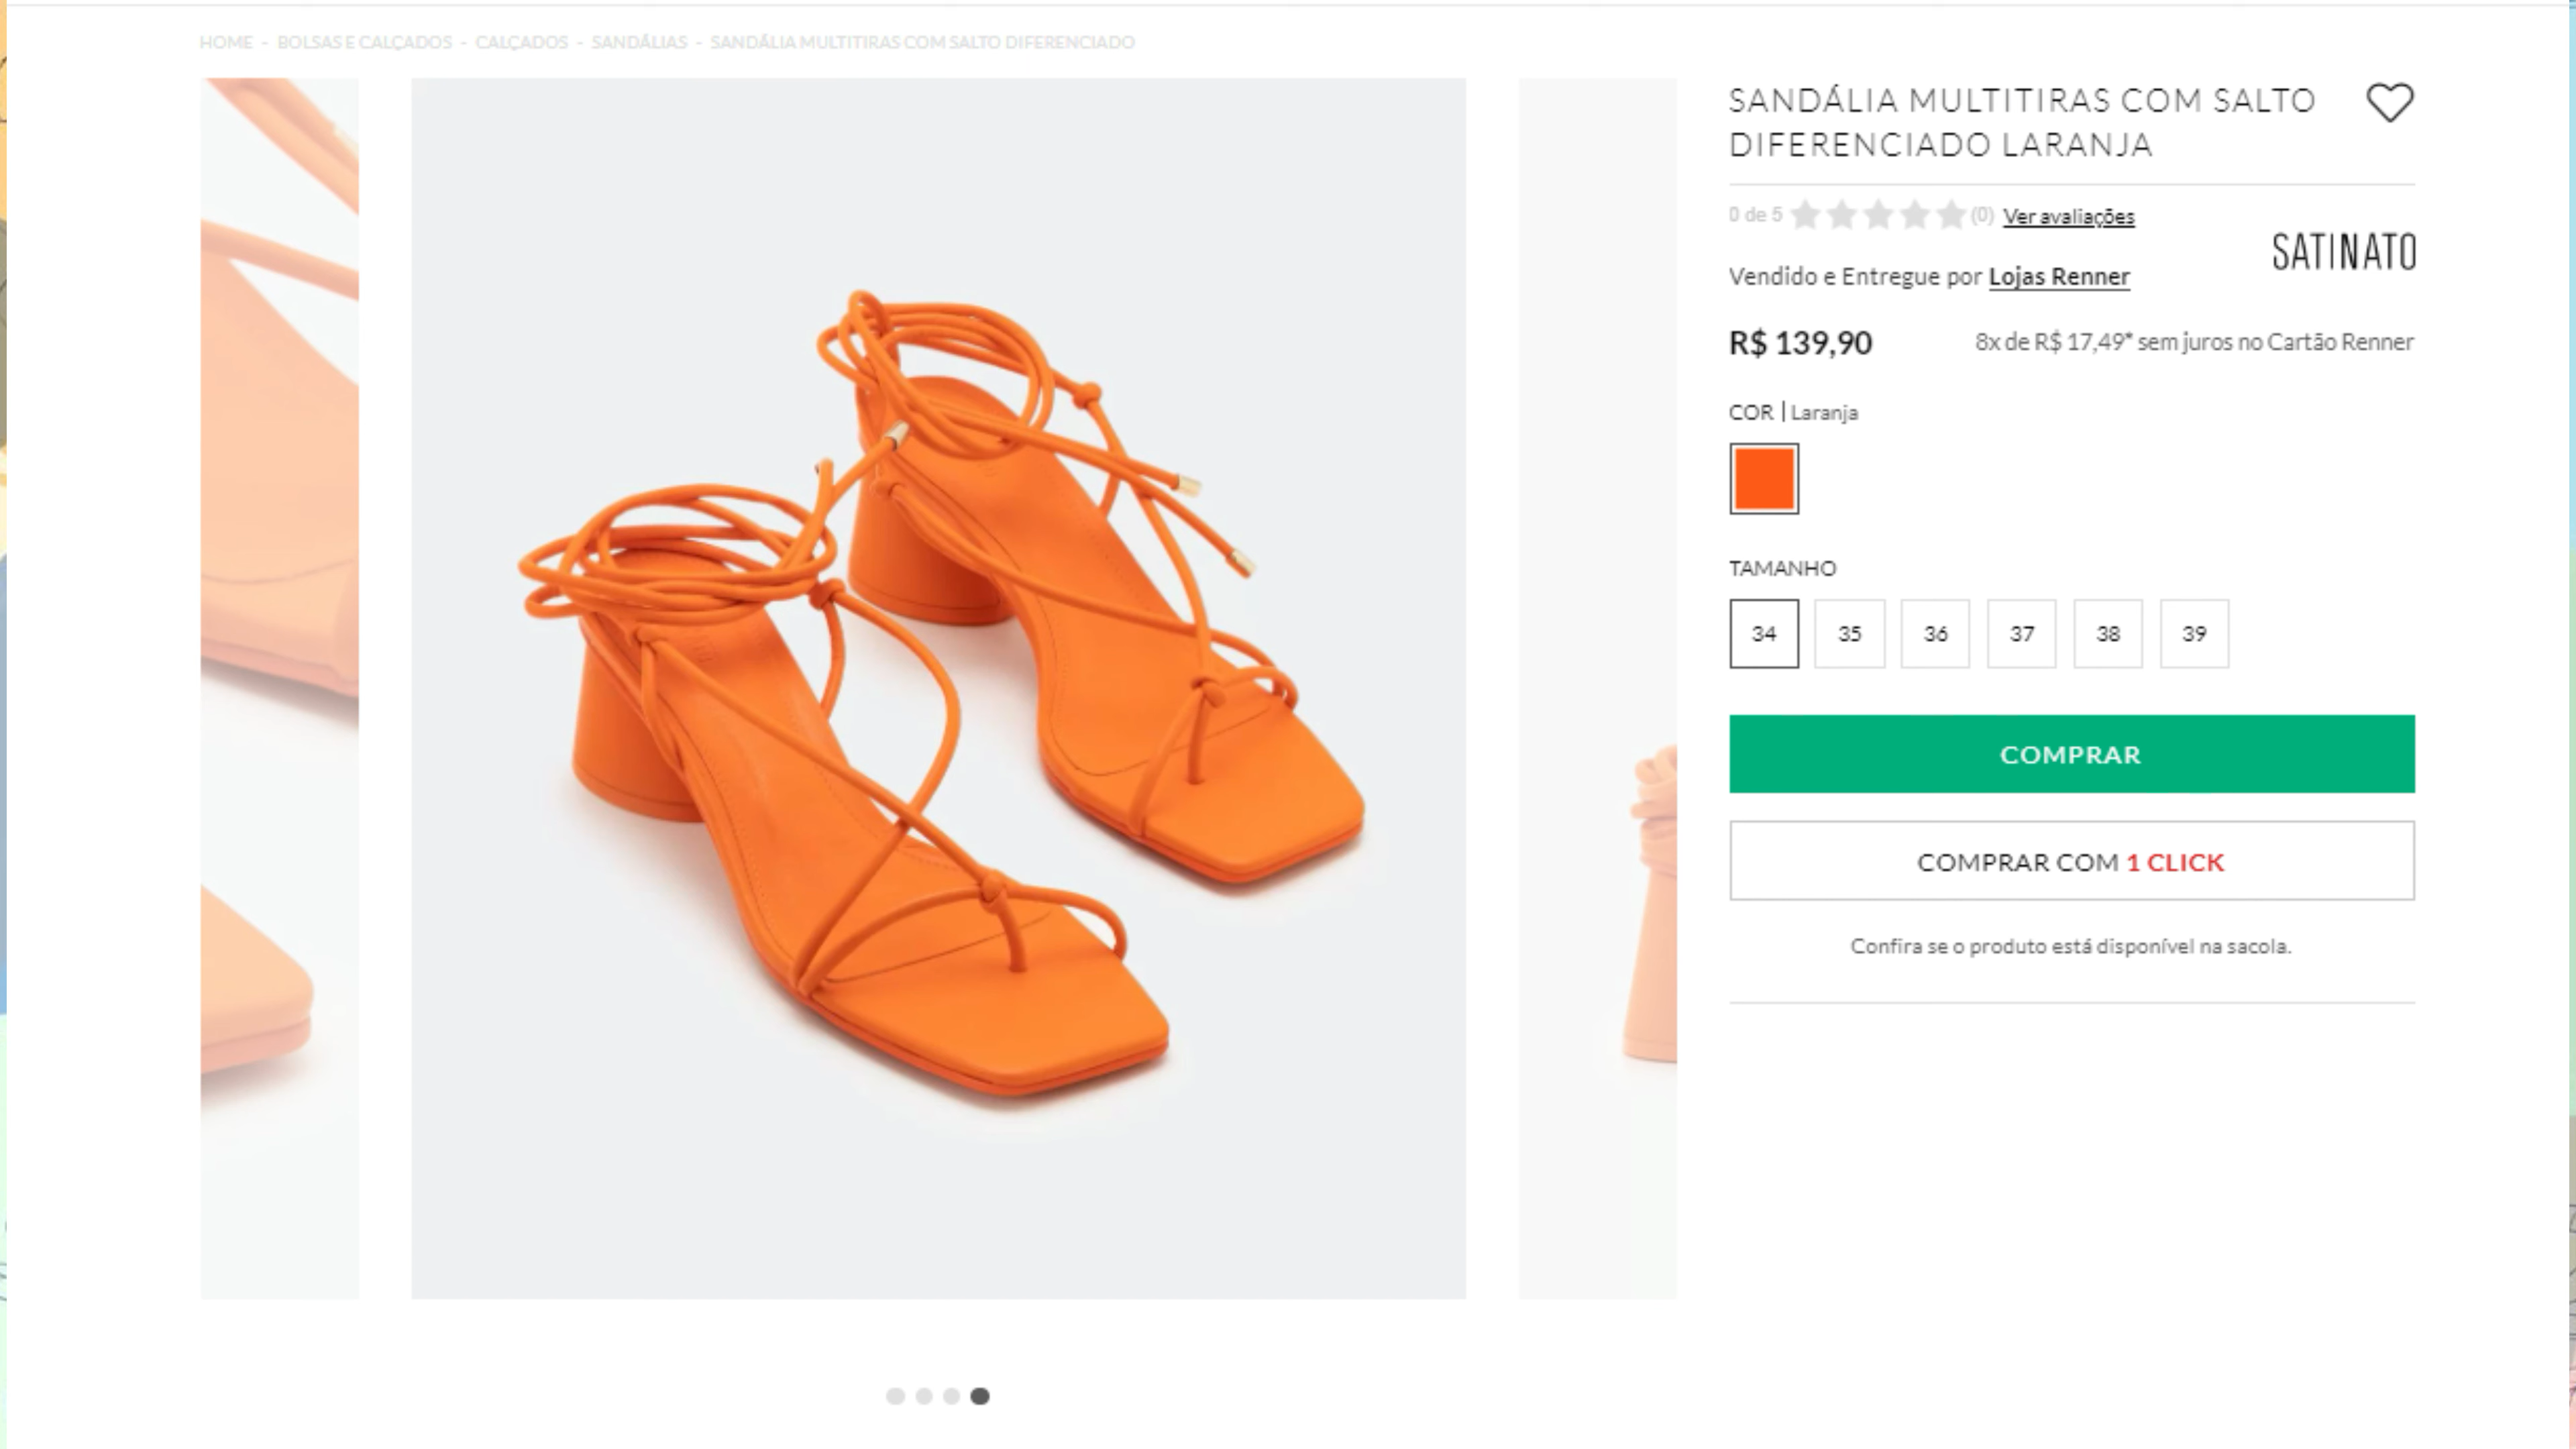 HOME - BOLSAS E CALÇADOS - CALÇADOS - SANDÁLIAS - SANDÁLIA MULTITIRAS COM SALTO DIFERENCIADO
SANDÁLIA MULTITIRAS COM SALTO
DIFERENCIADO LARANJA
0 de 5 (0) Ver avaliações
SATINATO
Vendido e Entregue por Lojas Renner
R$ 139,90 8x de R$ 17,49* sem juros no Cartão Renner
COR | Laranja
TAMANHO
34 35 36 37 38 39
COMPRAR
COMPRAR COM 1 CLICK
Confira se o produto está disponível na sacola.